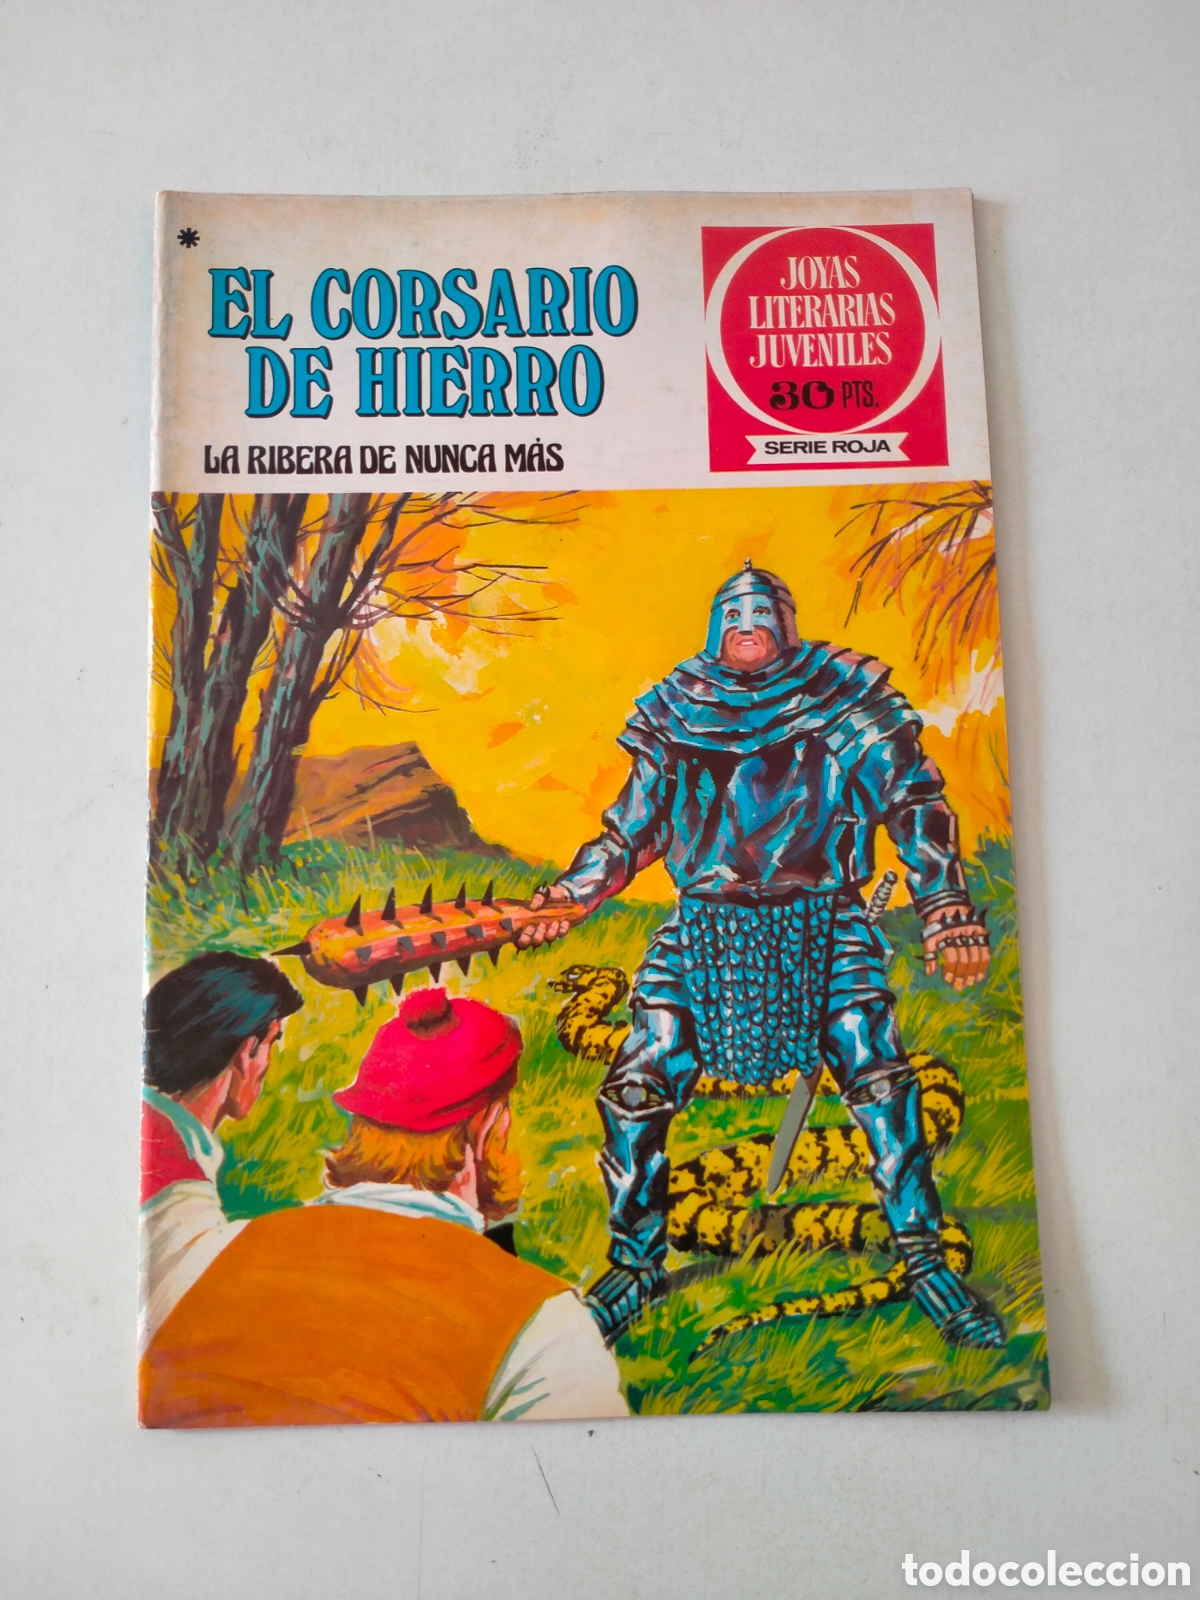 *
EL CORSARIO
DE HIERRO
LA RIBERA DE NUNCA MÁS
JOYAS
LITERARIAS
JUVENILES
30 PTS.
SERIE ROJA
todocoleccion